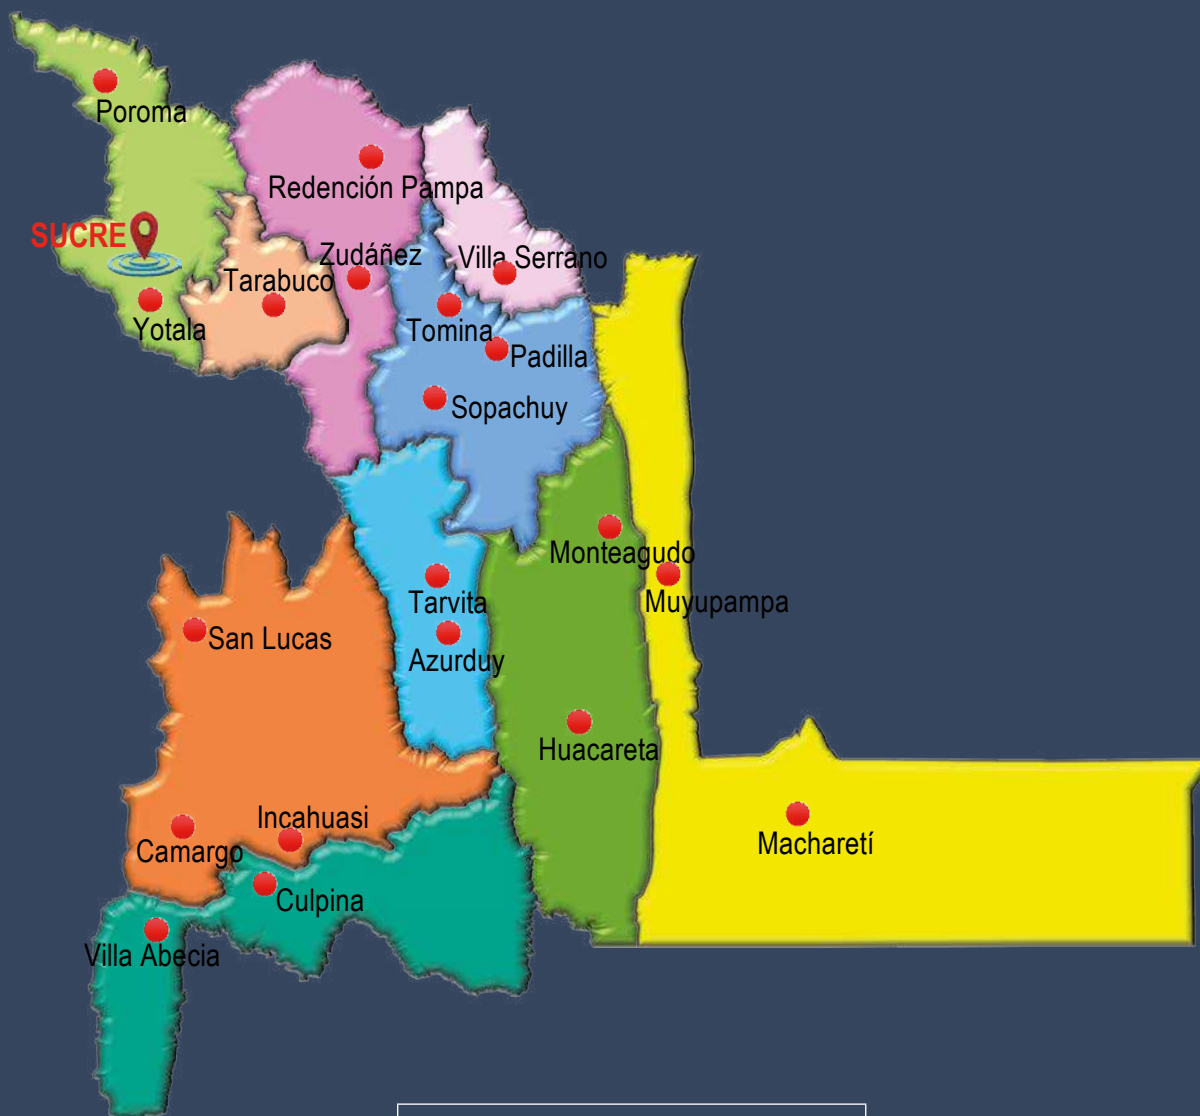 Poroma
Redención Pampa
SUCRE
Zudáñez
Villa Serrano
Tarabuco
Yotala
Tomina
Padilla
Sopachuy
Monteagudo
Tarvita
Muyupampa
San Lucas
Azurduy
Huacareta
Incahuasi
Camargo
Macharetí
Culpina
Villa Abecia